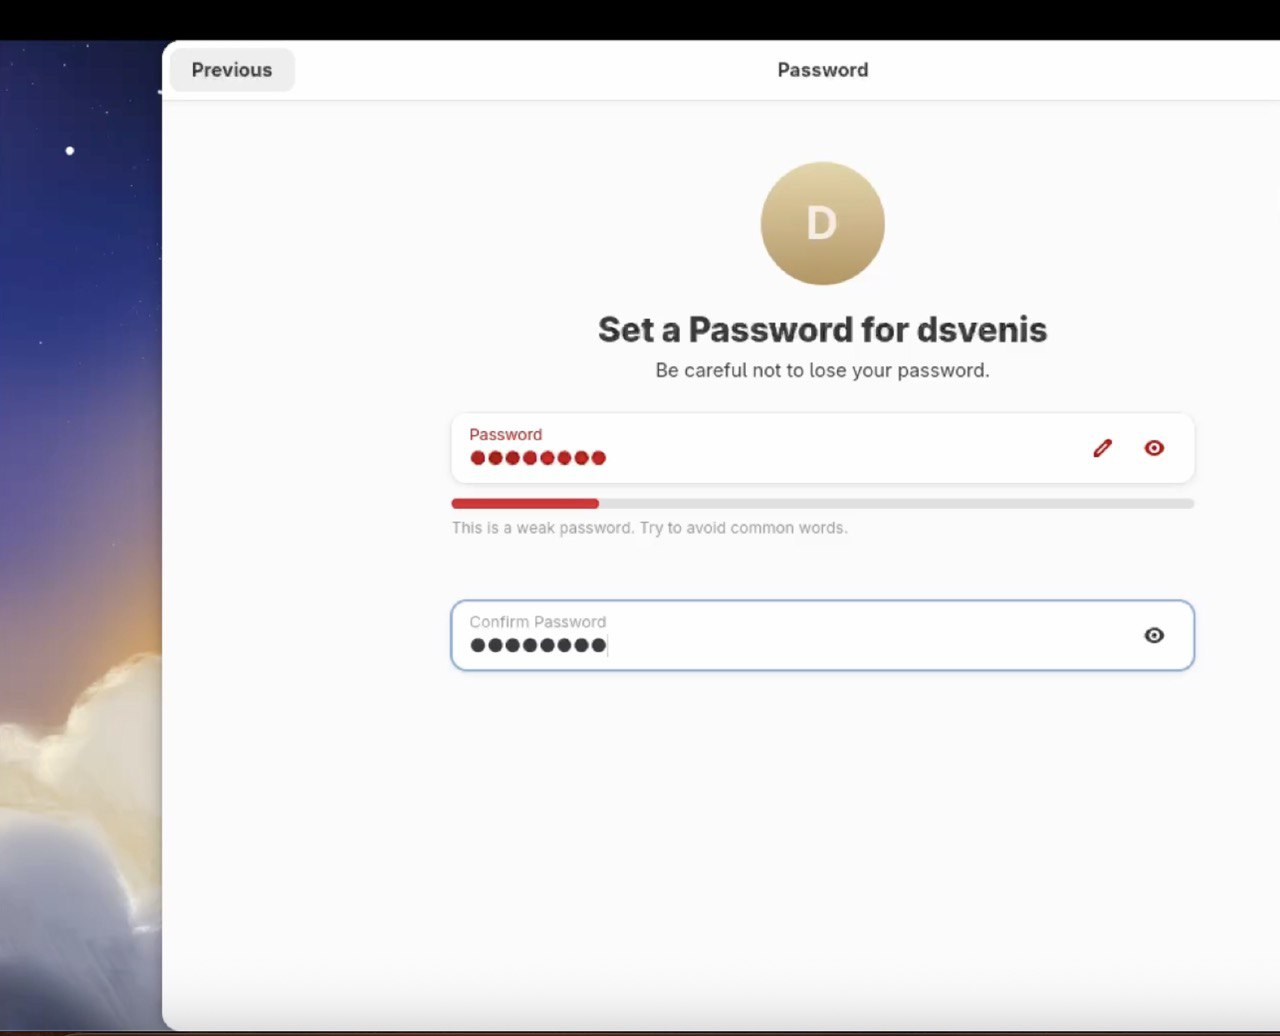 Previous
Password
D
Set a Password for dsvenis
Be careful not to lose your password.
Password
●●●●●●●●
This is a weak password. Try to avoid common words.
Confirm Password
●●●●●●●●